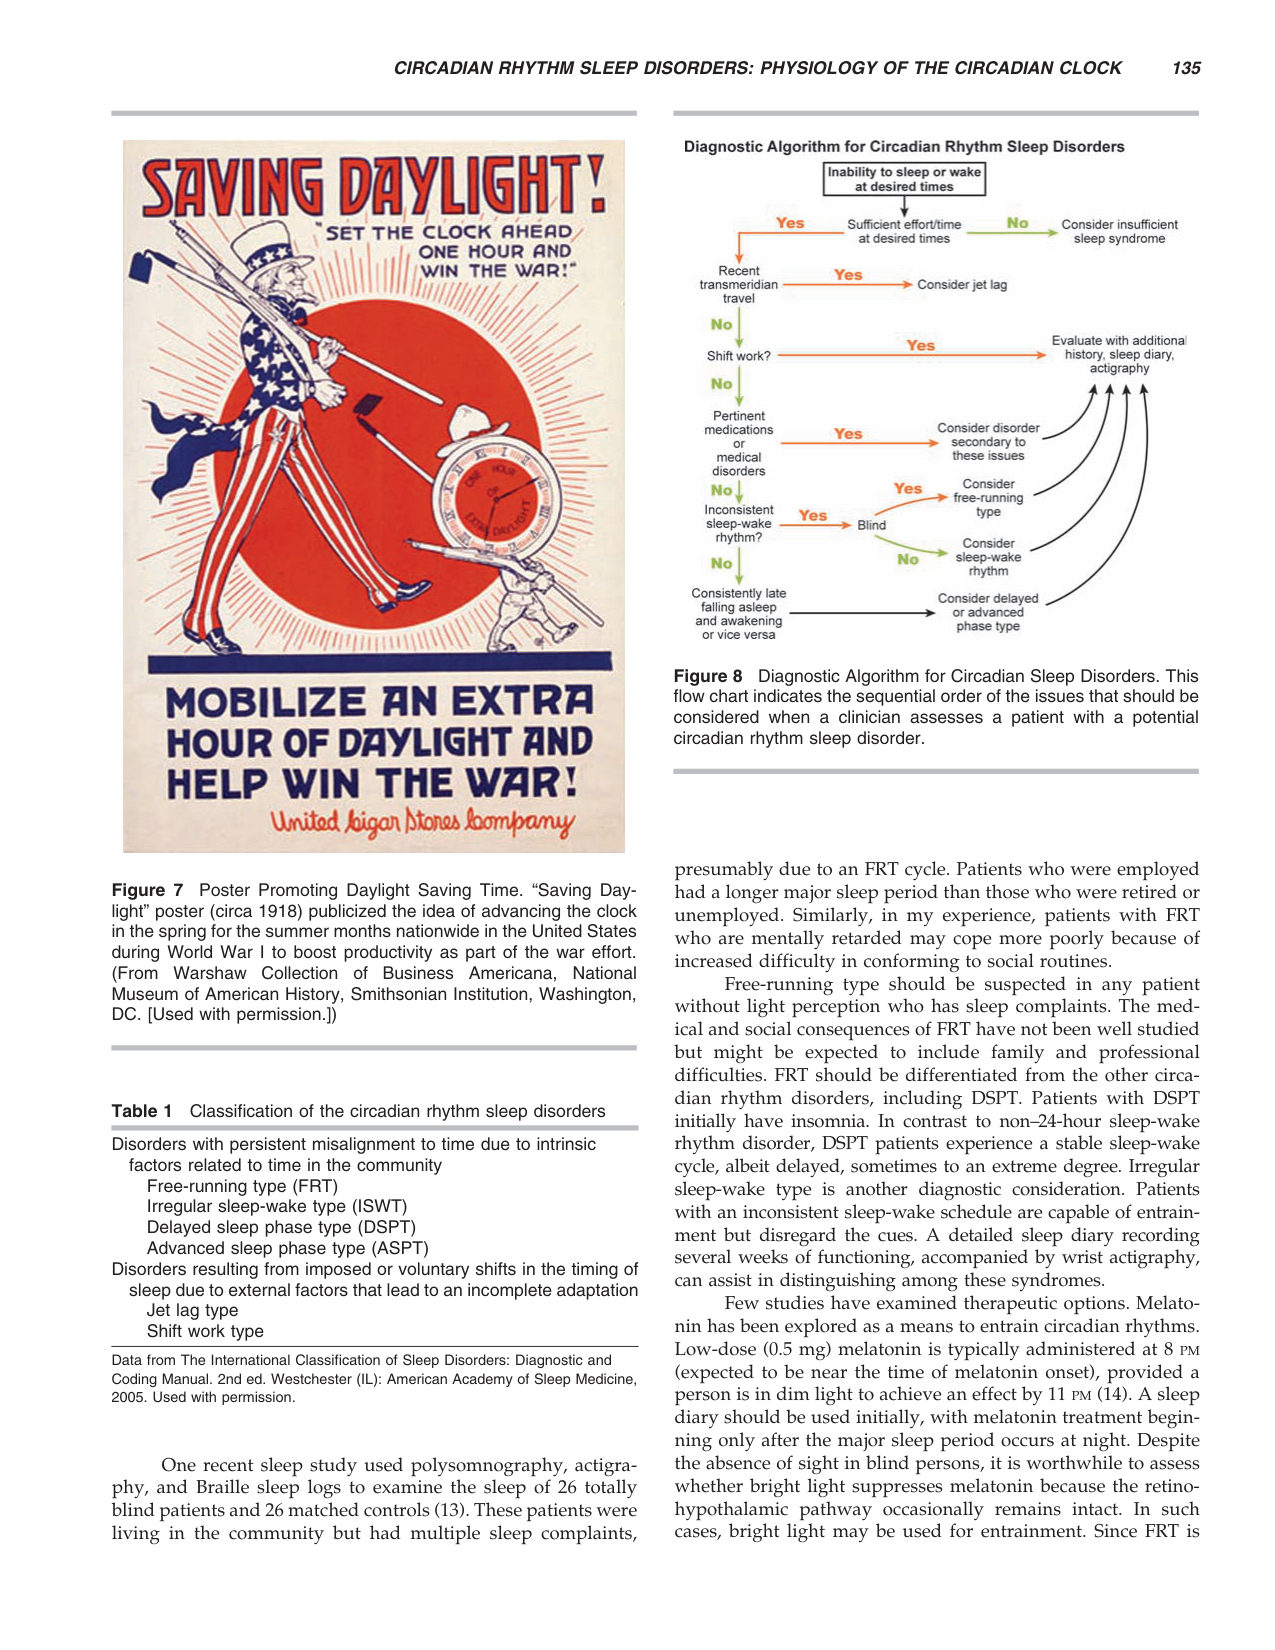 CIRCADIAN RHYTHM SLEEP DISORDERS: PHYSIOLOGY OF THE CIRCADIAN CLOCK 135
SAVING DAYLIGHT!
"SET THE CLOCK AHEAD
ONE HOUR AND
WIN THE WAR!"
ONE HOUR
OF
EXTRA DAYLIGHT
MOBILIZE AN EXTRA
HOUR OF DAYLIGHT AND
HELP WIN THE WAR!
United Cigar Stores Company
Figure 7 Poster Promoting Daylight Saving Time. “Saving Day-
light” poster (circa 1918) publicized the idea of advancing the clock
in the spring for the summer months nationwide in the United States
during World War I to boost productivity as part of the war effort.
(From Warshaw Collection of Business Americana, National
Museum of American History, Smithsonian Institution, Washington,
DC. [Used with permission.])
Table 1 Classification of the circadian rhythm sleep disorders
Disorders with persistent misalignment to time due to intrinsic
factors related to time in the community
Free-running type (FRT)
Irregular sleep-wake type (ISWT)
Delayed sleep phase type (DSPT)
Advanced sleep phase type (ASPT)
Disorders resulting from imposed or voluntary shifts in the timing of
sleep due to external factors that lead to an incomplete adaptation
Jet lag type
Shift work type
Data from The International Classification of Sleep Disorders: Diagnostic and
Coding Manual. 2nd ed. Westchester (IL): American Academy of Sleep Medicine,
2005. Used with permission.
One recent sleep study used polysomnography, actigra-
phy, and Braille sleep logs to examine the sleep of 26 totally
blind patients and 26 matched controls (13). These patients were
living in the community but had multiple sleep complaints,
Diagnostic Algorithm for Circadian Rhythm Sleep Disorders
Inability to sleep or wake
at desired times
Yes
Sufficient effort/time
at desired times
No
Consider insufficient
sleep syndrome
Recent
transmeridian
travel
Yes
Consider jet lag
No
Shift work?
Yes
Evaluate with additional
history, sleep diary,
actigraphy
No
Pertinent
medications
or
medical
disorders
Yes
Consider disorder
secondary to
these issues
No
Inconsistent
sleep-wake
rhythm?
Yes
Blind
Yes
Consider
free-running
type
No
Consider
sleep-wake
rhythm
No
Consistently late
falling asleep
and awakening
or vice versa
Consider delayed
or advanced
phase type
Figure 8 Diagnostic Algorithm for Circadian Sleep Disorders. This
flow chart indicates the sequential order of the issues that should be
considered when a clinician assesses a patient with a potential
circadian rhythm sleep disorder.
presumably due to an FRT cycle. Patients who were employed
had a longer major sleep period than those who were retired or
unemployed. Similarly, in my experience, patients with FRT
who are mentally retarded may cope more poorly because of
increased difficulty in conforming to social routines.
Free-running type should be suspected in any patient
without light perception who has sleep complaints. The med-
ical and social consequences of FRT have not been well studied
but might be expected to include family and professional
difficulties. FRT should be differentiated from the other circa-
dian rhythm disorders, including DSPT. Patients with DSPT
initially have insomnia. In contrast to non–24-hour sleep-wake
rhythm disorder, DSPT patients experience a stable sleep-wake
cycle, albeit delayed, sometimes to an extreme degree. Irregular
sleep-wake type is another diagnostic consideration. Patients
with an inconsistent sleep-wake schedule are capable of entrain-
ment but disregard the cues. A detailed sleep diary recording
several weeks of functioning, accompanied by wrist actigraphy,
can assist in distinguishing among these syndromes.
Few studies have examined therapeutic options. Melato-
nin has been explored as a means to entrain circadian rhythms.
Low-dose (0.5 mg) melatonin is typically administered at 8 PM
(expected to be near the time of melatonin onset), provided a
person is in dim light to achieve an effect by 11 PM (14). A sleep
diary should be used initially, with melatonin treatment begin-
ning only after the major sleep period occurs at night. Despite
the absence of sight in blind persons, it is worthwhile to assess
whether bright light suppresses melatonin because the retino-
hypothalamic pathway occasionally remains intact. In such
cases, bright light may be used for entrainment. Since FRT is